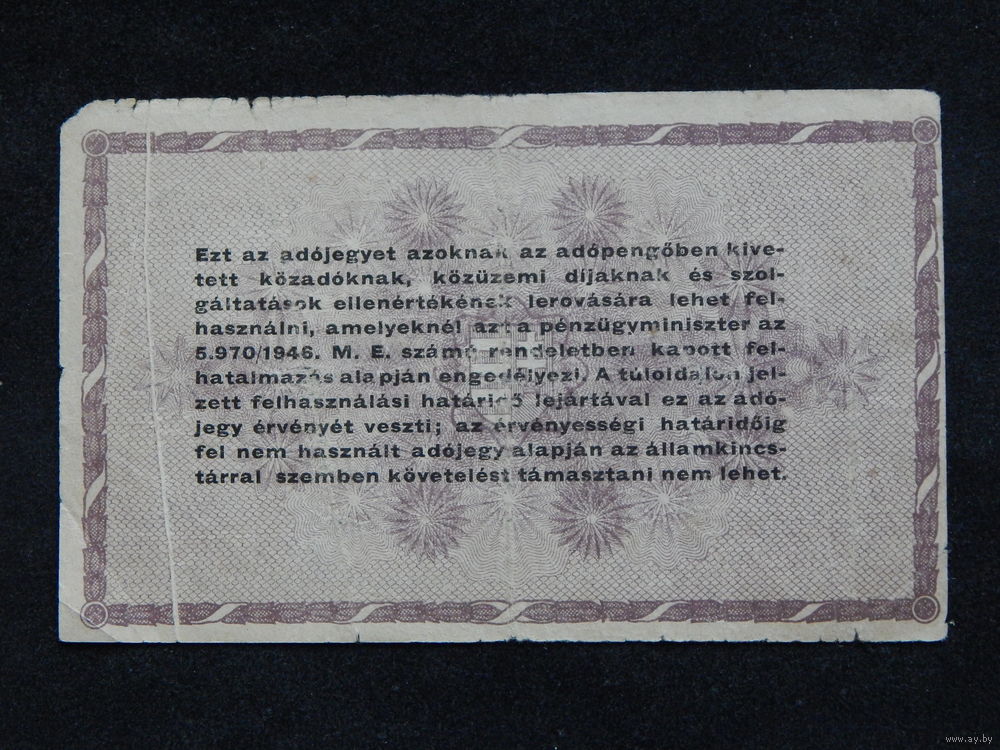 Ezt az adójegyet azoknak az adópengőben kive-
tett közadóknak, közüzemi díjaknak és szol-
gáltatások ellenértékének lerovására lehet fel-
használni, amelyeknél azt a pénzügyminiszter az
5.970/1946. M. E. számú rendeletben kapott fel-
hatalmazás alapján engedélyezi. A túloldalon jel-
zett felhasználási határidő lejártával ez az adó-
jegy érvényét veszti; az érvényességi határidőig
fel nem használt adójegy alapján az államkincs-
tárral szemben követelést támasztani nem lehet.
www.ay.by